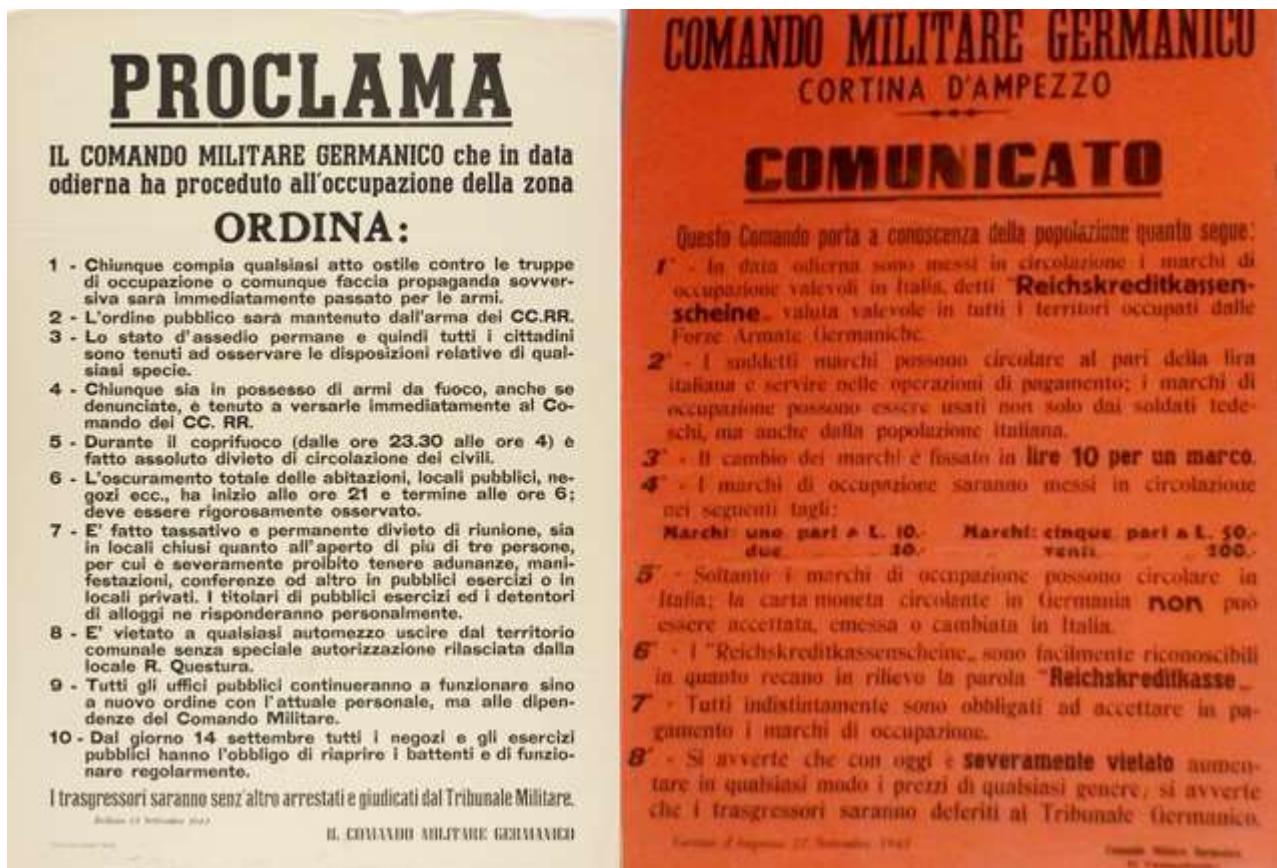 PROCLAMA
IL COMANDO MILITARE GERMANICO che in data
odierna ha proceduto all'occupazione della zona
ORDINA:
1 - Chiunque compia qualsiasi atto ostile contro le truppe
di occupazione o comunque faccia propaganda sovver-
siva sarà immediatamente passato per le armi.
2 - L'ordine pubblico sarà mantenuto dall'arma dei CC.RR.
3 - Lo stato d'assedio permane e quindi tutti i cittadini
sono tenuti ad osservare le disposizioni relative di qual-
siasi specie.
4 - Chiunque sia in possesso di armi da fuoco, anche se
denunciate, è tenuto a versarle immediatamente al Co-
mando dei CC. RR.
5 - Durante il coprifuoco (dalle ore 23.30 alle ore 4) è
fatto assoluto divieto di circolazione dei civili.
6 - L'oscuramento totale delle abitazioni, locali pubblici, ne-
gozi ecc., ha inizio alle ore 21 e termine alle ore 6;
deve essere rigorosamente osservato.
7 - E' fatto tassativo e permanente divieto di riunione, sia
in locali chiusi quanto all'aperto di più di tre persone,
per cui è severamente proibito tenere adunanze, mani-
festazioni, conferenze od altro in pubblici esercizi o in
locali privati. I titolari di pubblici esercizi ed i detentori
di alloggi ne risponderanno personalmente.
8 - E' vietato a qualsiasi automezzo uscire dal territorio
comunale senza speciale autorizzazione rilasciata dalla
locale R. Questura.
9 - Tutti gli uffici pubblici continueranno a funzionare sino
a nuovo ordine con l'attuale personale, ma alle dipen-
denze del Comando Militare.
10 - Dal giorno 14 settembre tutti i negozi e gli esercizi
pubblici hanno l'obbligo di riaprire i battenti e di funzio-
nare regolarmente.
I trasgressori saranno senz'altro arrestati e giudicati dal Tribunale Militare.
Settembre 1943
IL COMANDO MILITARE GERMANICO
COMANDO MILITARE GERMANICO
CORTINA D'AMPEZZO
COMUNICATO
Questo Comando porta a conoscenza della popolazione quanto segue:
1° - In data odierna sono messi in circolazione i marchi di
occupazione valevoli in Italia, detti "Reichskreditkassen-
scheine„ valuta valevole in tutti i territori occupati dalle
Forze Armate Germaniche.
2° - I suddetti marchi possono circolare al pari della lira
italiana e servire nelle operazioni di pagamento; i marchi di
occupazione possono essere usati non solo dai soldati tede-
schi, ma anche dalla popolazione italiana.
3° - Il cambio dei marchi è fissato in lire 10 per un marco.
4° - I marchi di occupazione saranno messi in circolazione
nei seguenti tagli:
Marchi: uno pari a L. 10.- Marchi: cinque pari a L. 50.-
due 20.- venti 200.-
5° - Soltanto i marchi di occupazione possono circolare in
Italia; la carta moneta circolante in Germania non può
essere accettata, emessa o cambiata in Italia.
6° - I "Reichskreditkassenscheine„ sono facilmente riconoscibili
in quanto recano in rilievo la parola "Reichskreditkasse„
7° - Tutti indistintamente sono obbligati ad accettare in pa-
gamento i marchi di occupazione.
8° - Si avverte che con oggi è severamente vietato aumen-
tare in qualsiasi modo i prezzi di qualsiasi genere; si avverte
che i trasgressori saranno deferiti al Tribunale Germanico.
Cortina d'Ampezzo Settembre 1943